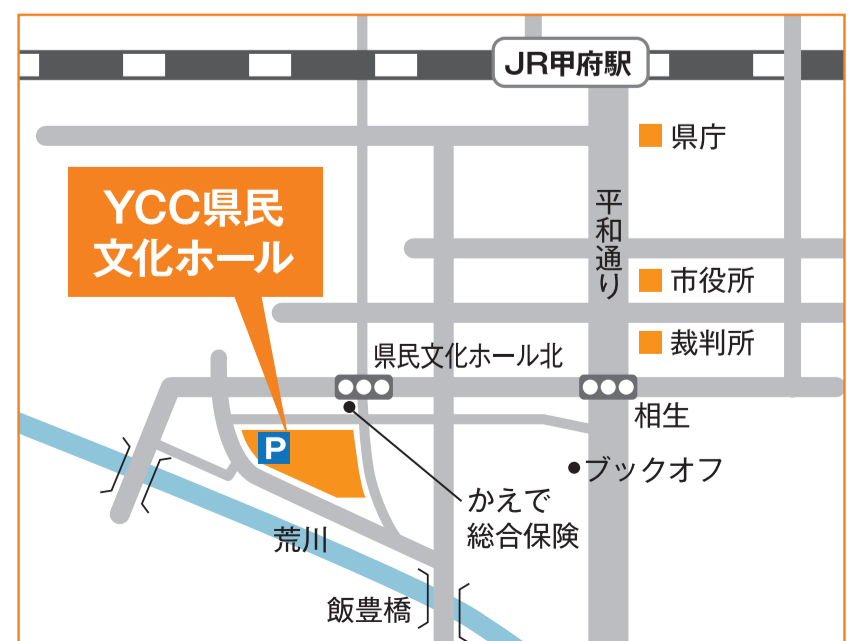 JR甲府駅
県庁
YCC県民
文化ホール
平和通り
市役所
裁判所
県民文化ホール北
相生
P
ブックオフ
かえで
総合保険
荒川
飯豊橋